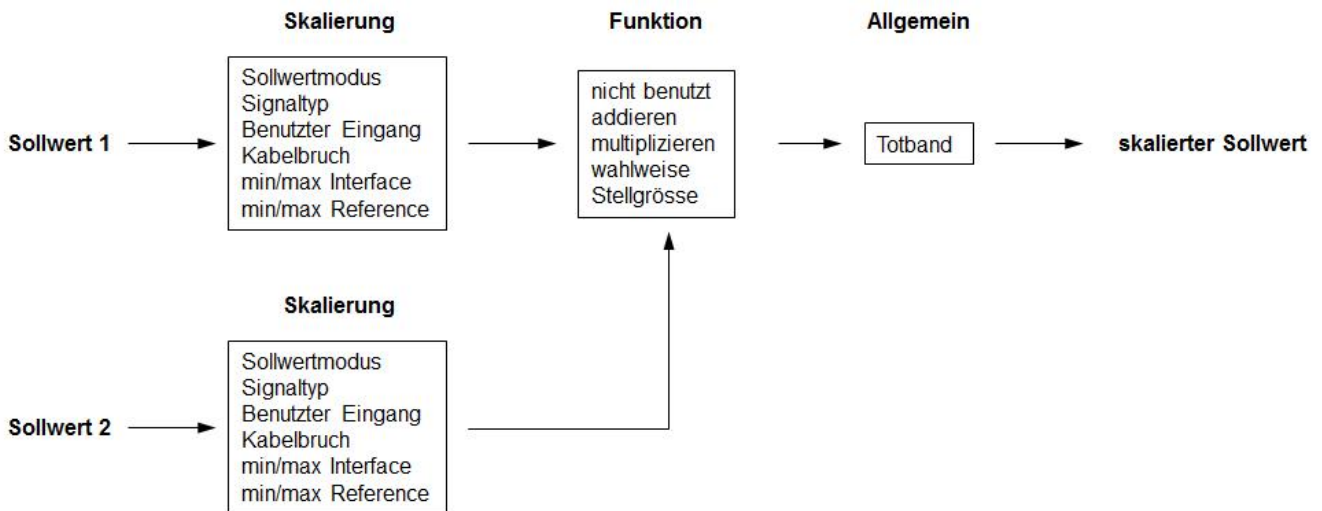 Skalierung
Funktion
Allgemein
Sollwert 1
Sollwertmodus
Signaltyp
Benutzter Eingang
Kabelbruch
min/max Interface
min/max Reference
nicht benutzt
addieren
multiplizieren
wahlweise
Stellgrösse
Totband
skalierter Sollwert
Skalierung
Sollwert 2
Sollwertmodus
Signaltyp
Benutzter Eingang
Kabelbruch
min/max Interface
min/max Reference